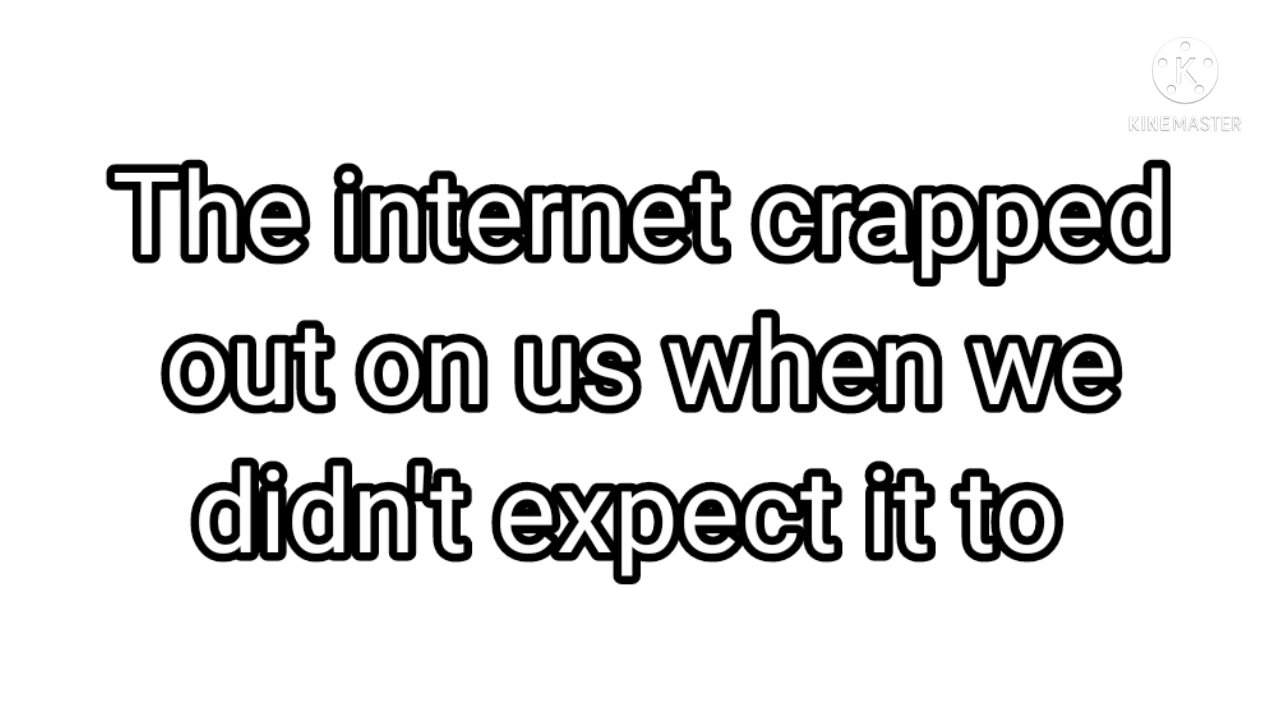 K
KINEMASTER
The internet crapped
out on us when we
didn't expect it to